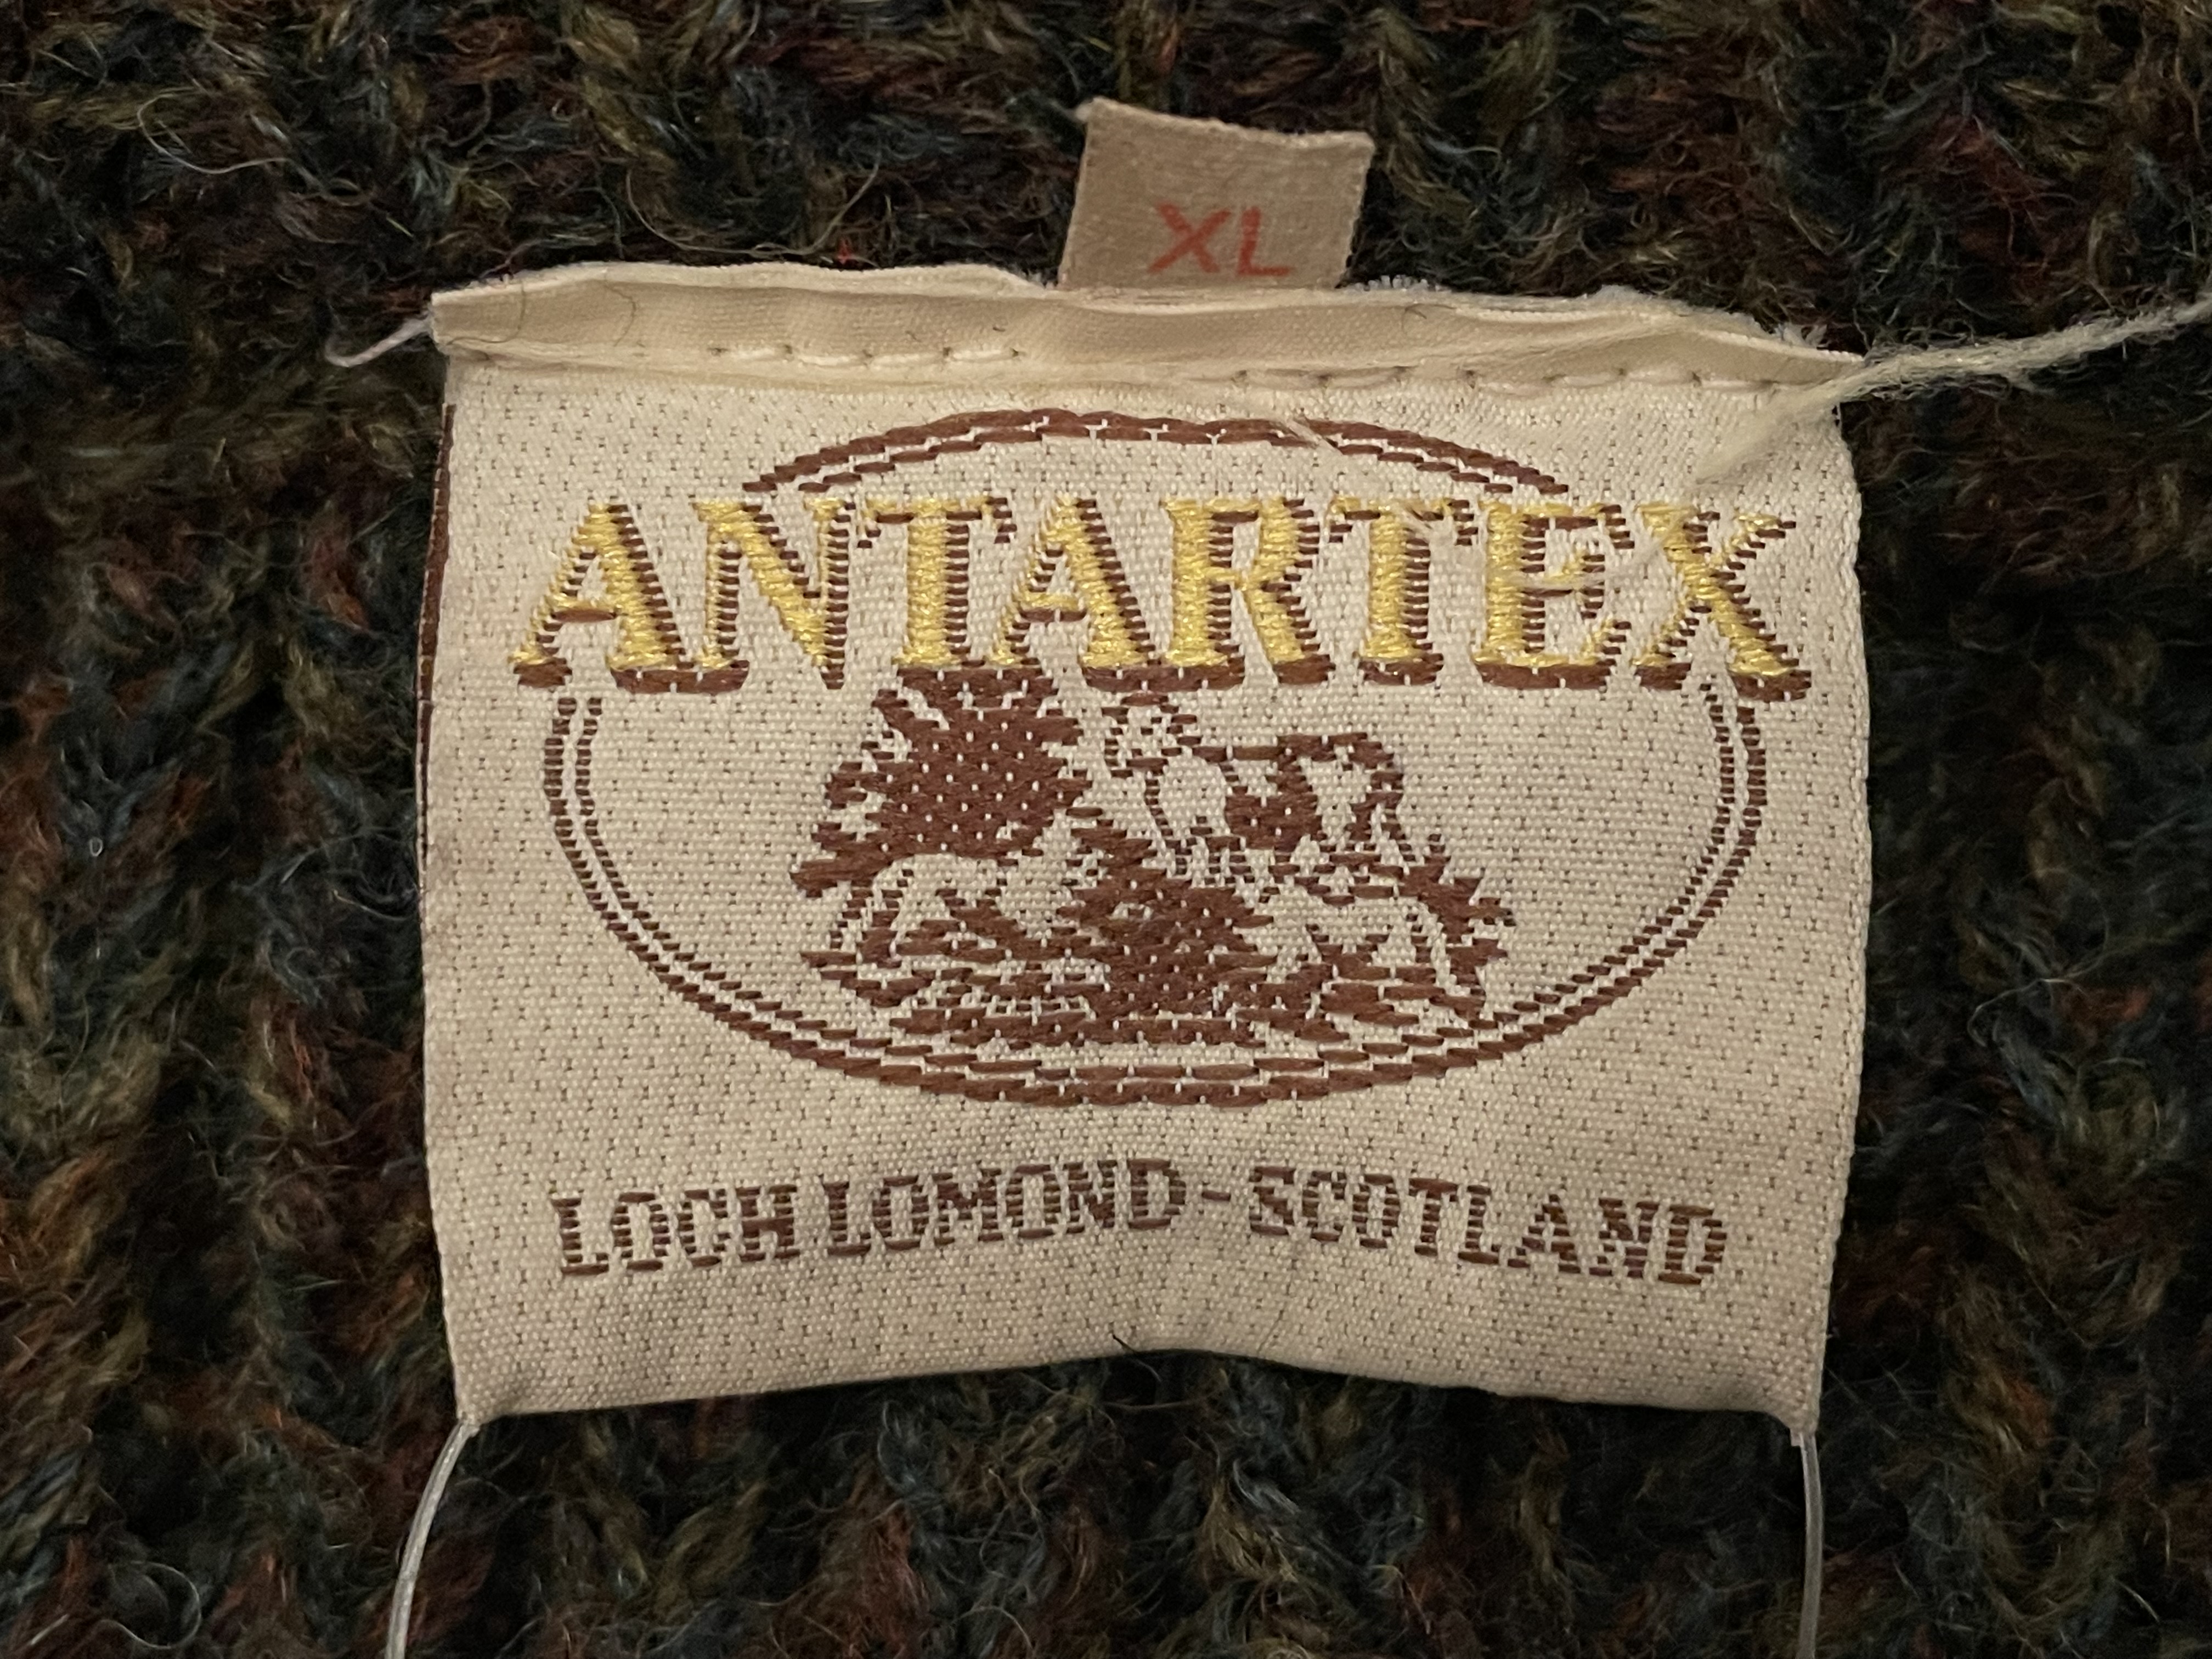 XL
ANTARTEX
LOCH LOMOND - SCOTLAND